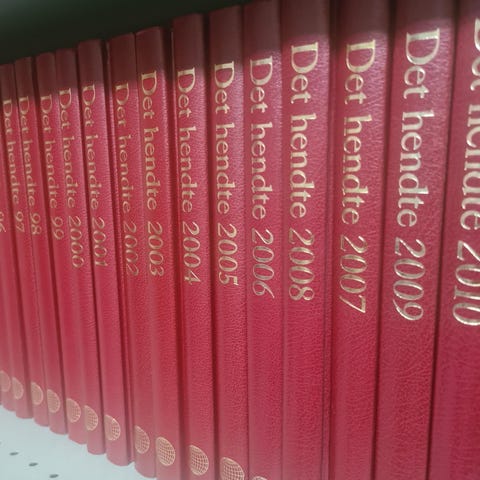 96
Det hendte 97
Det hendte 98
Det hendte 99
Det hendte 2000
Det hendte 2001
Det hendte 2002
Det hendte 2003
Det hendte 2004
Det hendte 2005
Det hendte 2006
Det hendte 2008
Det hendte 2007
Det hendte 2009
Det hendte 2010